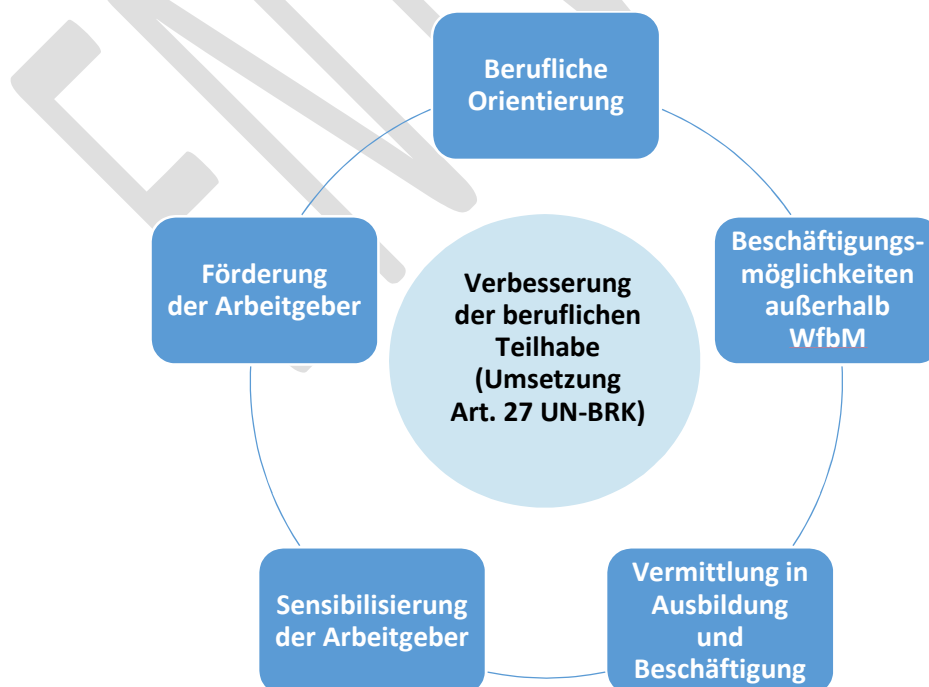 Berufliche
Orientierung
Beschäftigungs-
möglichkeiten
außerhalb
WfbM
Vermittlung in
Ausbildung
und
Beschäftigung
Sensibilisierung
der Arbeitgeber
Förderung
der Arbeitgeber
Verbesserung
der beruflichen
Teilhabe
(Umsetzung
Art. 27 UN-BRK)